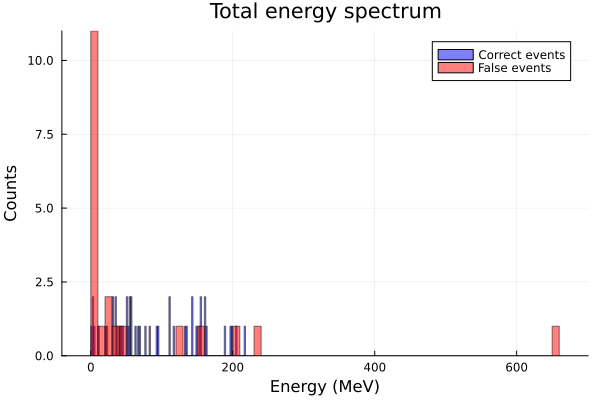 Total energy spectrum
Correct events
False events
10.0
7.5
5.0
2.5
0.0
Counts
0
200
400
600
Energy (MeV)